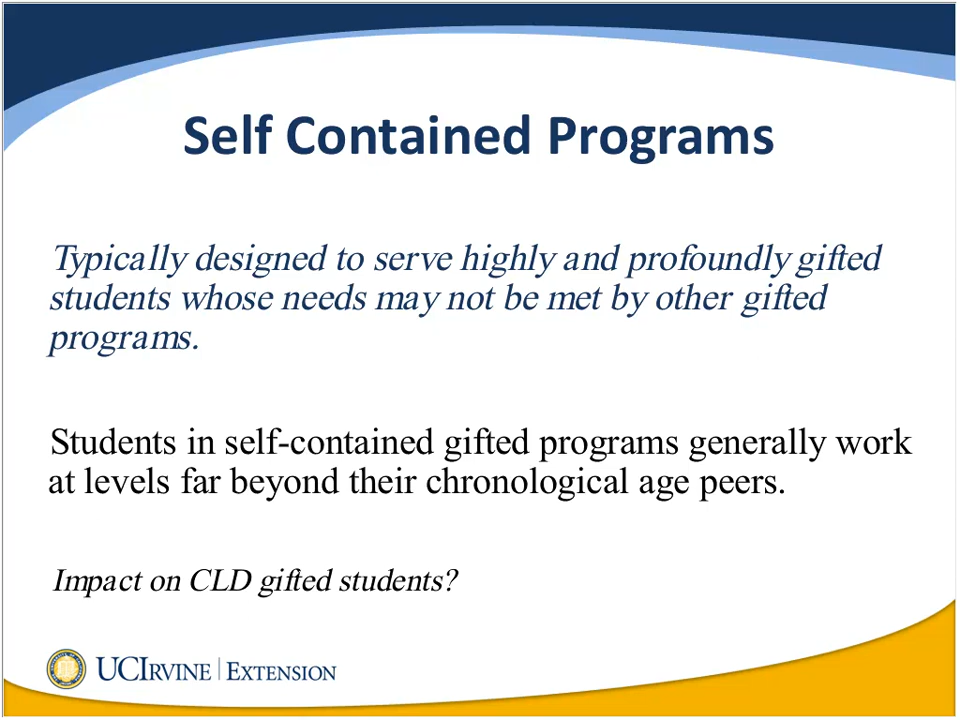 Self Contained Programs
Typically designed to serve highly and profoundly gifted
students whose needs may not be met by other gifted
programs.
Students in self-contained gifted programs generally work
at levels far beyond their chronological age peers.
Impact on CLD gifted students?
UCIRVINE | EXTENSION